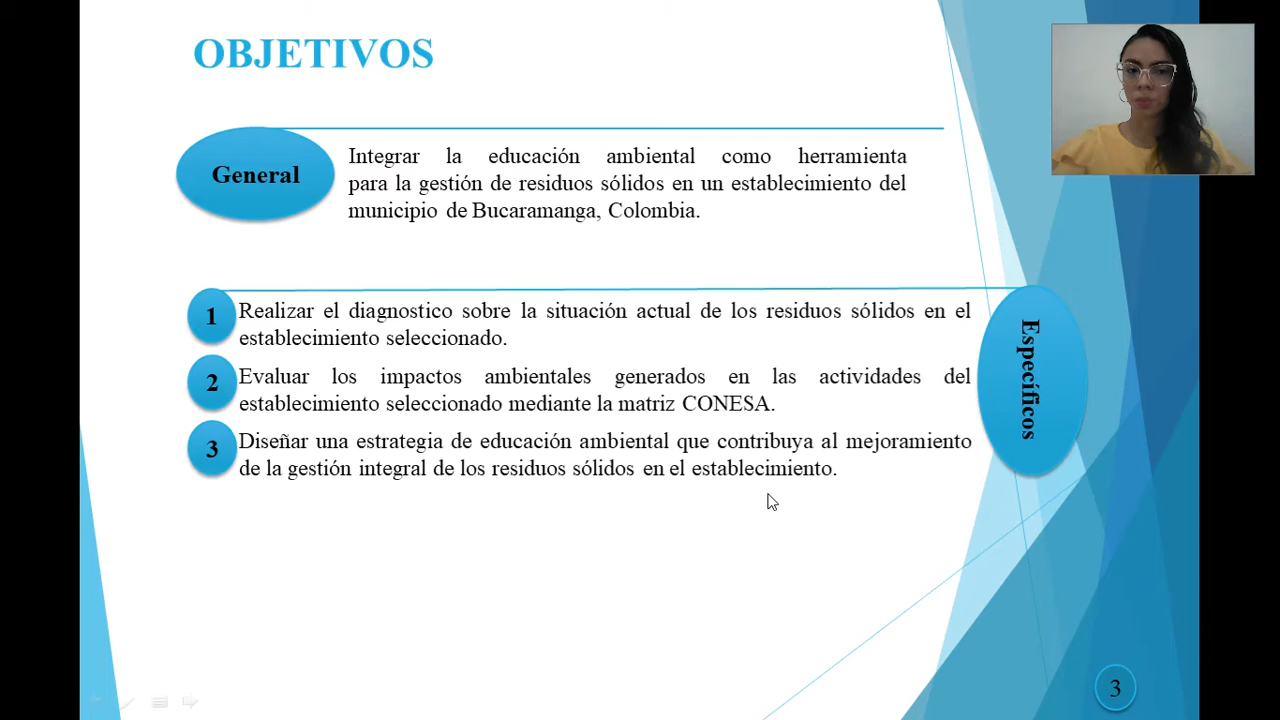 OBJETIVOS
General
Integrar la educación ambiental como herramienta
para la gestión de residuos sólidos en un establecimiento del
municipio de Bucaramanga, Colombia.
Específicos
1
Realizar el diagnostico sobre la situación actual de los residuos sólidos en el
establecimiento seleccionado.
2
Evaluar los impactos ambientales generados en las actividades del
establecimiento seleccionado mediante la matriz CONESA.
3
Diseñar una estrategia de educación ambiental que contribuya al mejoramiento
de la gestión integral de los residuos sólidos en el establecimiento.
3